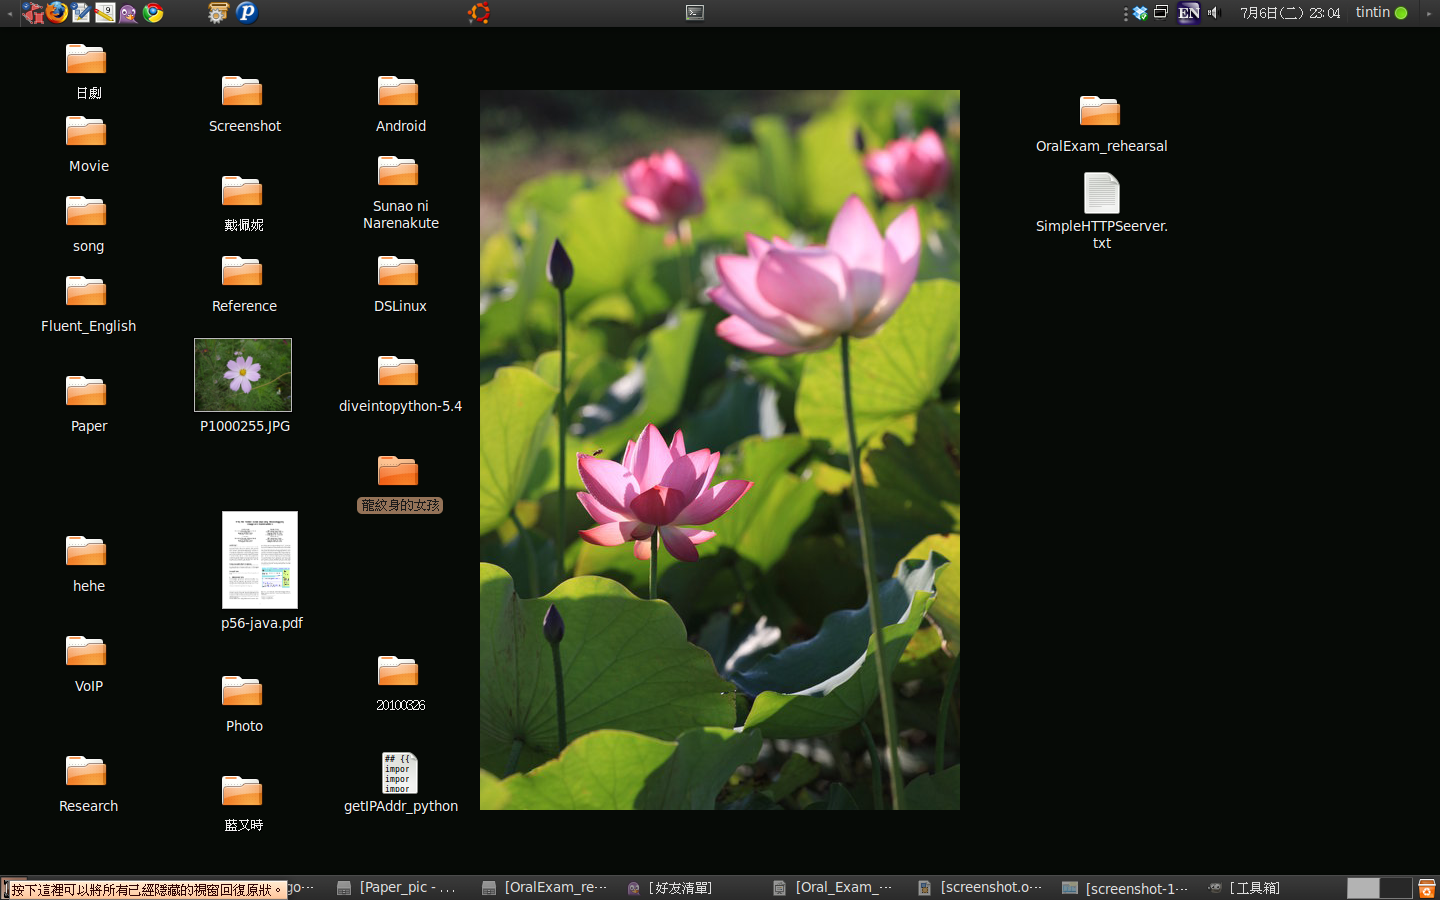 EN
7月6日(二) 23:04
tintin
日劇
Movie
song
Fluent_English
Paper
hehe
VoIP
Research
Screenshot
戴佩妮
Reference
P1000255.JPG
p56-java.pdf
Photo
藍又時
Android
Sunao ni
Narenakute
DSLinux
diveintopython-5.4
龍紋身的女孩
20100326
## {{
impor
impor
impor
getIPAddr_python
OralExam_rehearsal
SimpleHTTPSeerver.
txt
按下這裡可以將所有已經隱藏的視窗回復原狀。
go...
[Paper_pic - ...
[OralExam_re...
[好友清單]
[Oral_Exam_...
[screenshot.o...
[screenshot-1...
[工具箱]